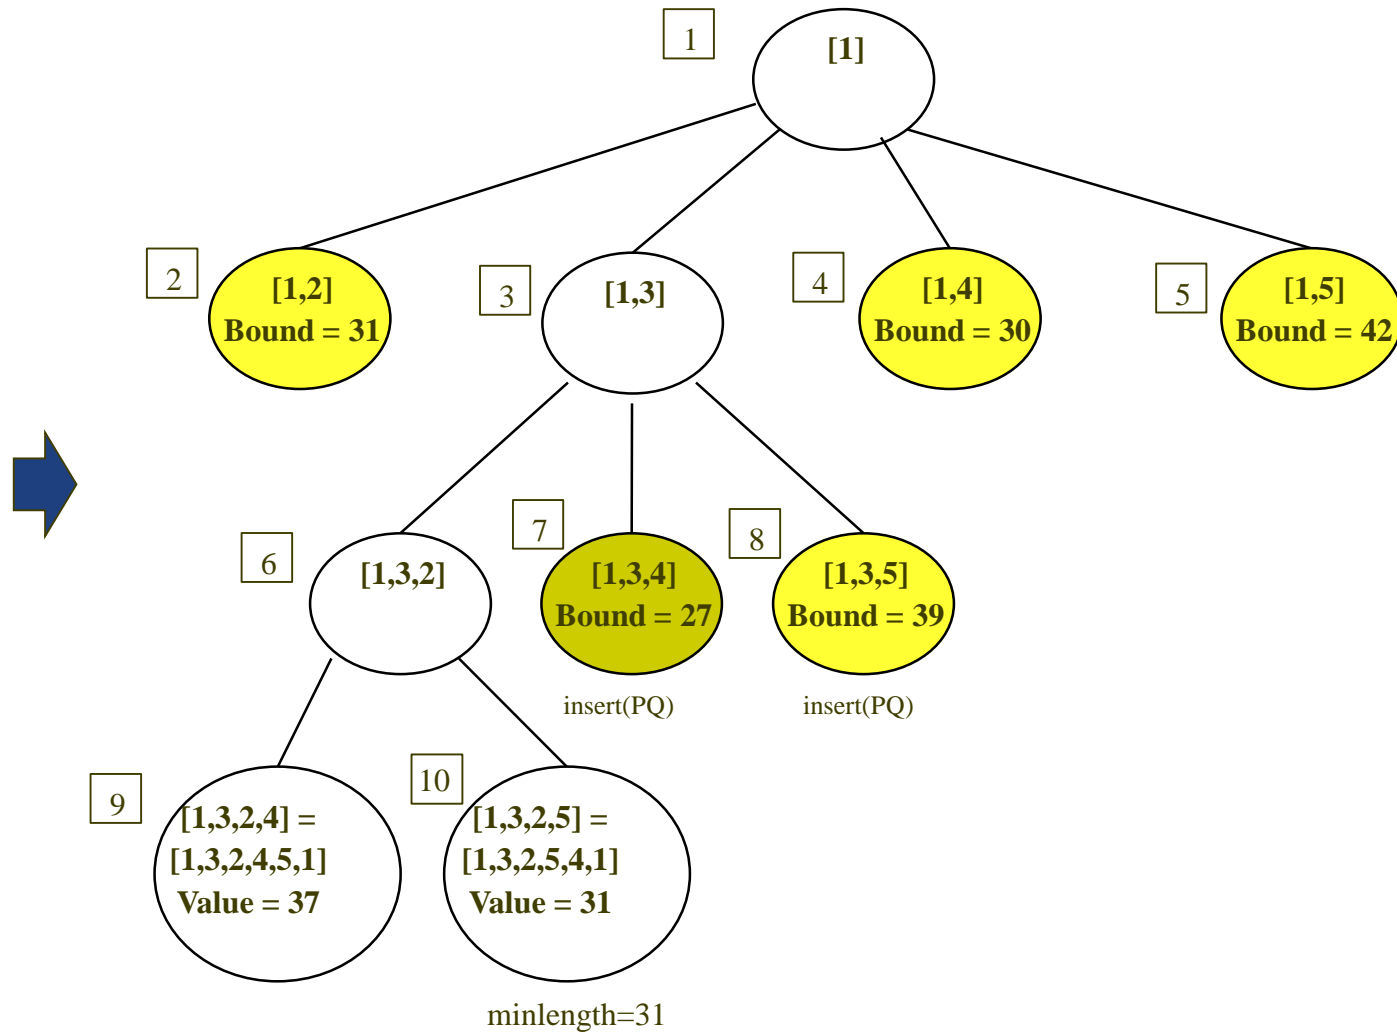 1
[1]
2
[1,2]
Bound = 31
3
[1,3]
4
[1,4]
Bound = 30
5
[1,5]
Bound = 42
6
[1,3,2]
7
[1,3,4]
Bound = 27
insert(PQ)
8
[1,3,5]
Bound = 39
insert(PQ)
9
[1,3,2,4] =
[1,3,2,4,5,1]
Value = 37
10
[1,3,2,5] =
[1,3,2,5,4,1]
Value = 31
minlength=31